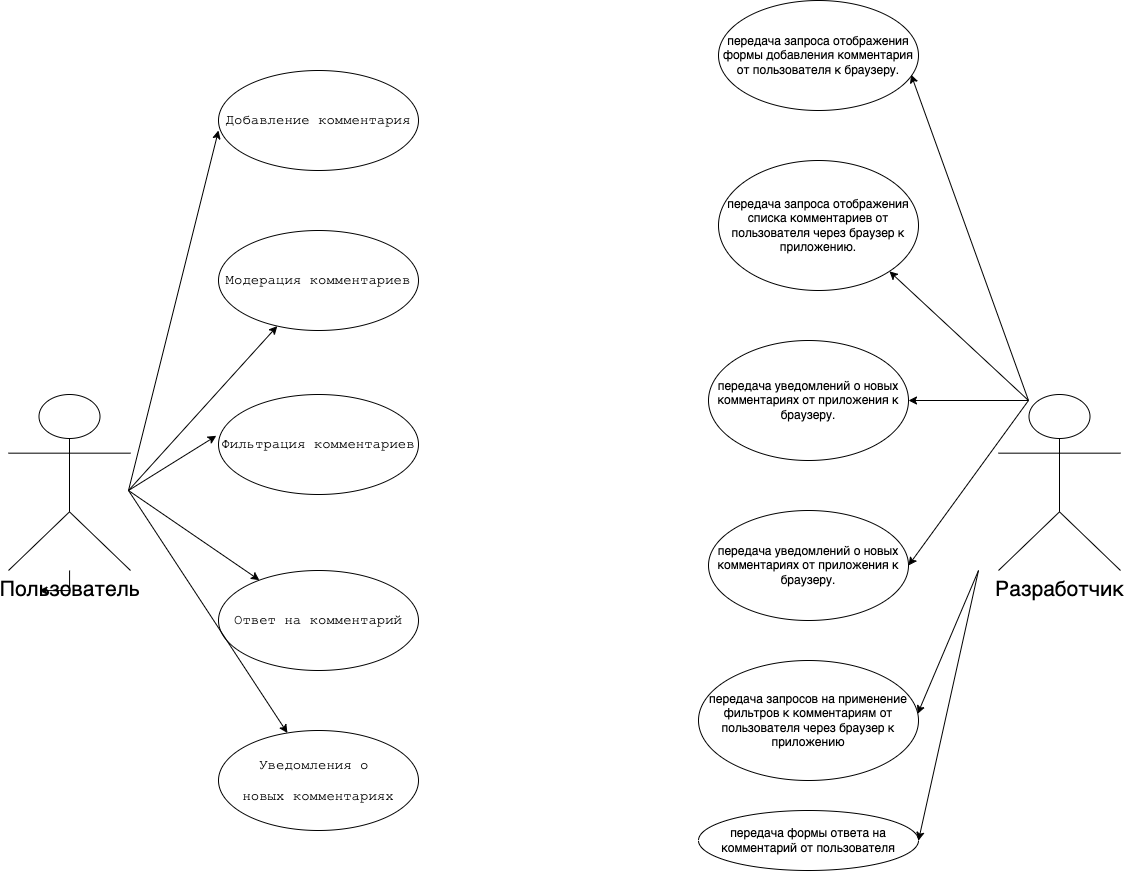 Добавление комментария
Модерация комментариев
Фильтрация комментариев
Ответ на комментарий
Уведомления о
новых комментариях
Пользователь
передача запроса отображения
формы добавления комментария
от пользователя к браузеру.
передача запроса отображения
списка комментариев от
пользователя через браузер к
приложению.
передача уведомлений о новых
комментариях от приложения к
браузеру.
передача уведомлений о новых
комментариях от приложения к
браузеру.
передача запросов на применение
фильтров к комментариям от
пользователя через браузер к
приложению
передача формы ответа на
комментарий от пользователя
Разработчик